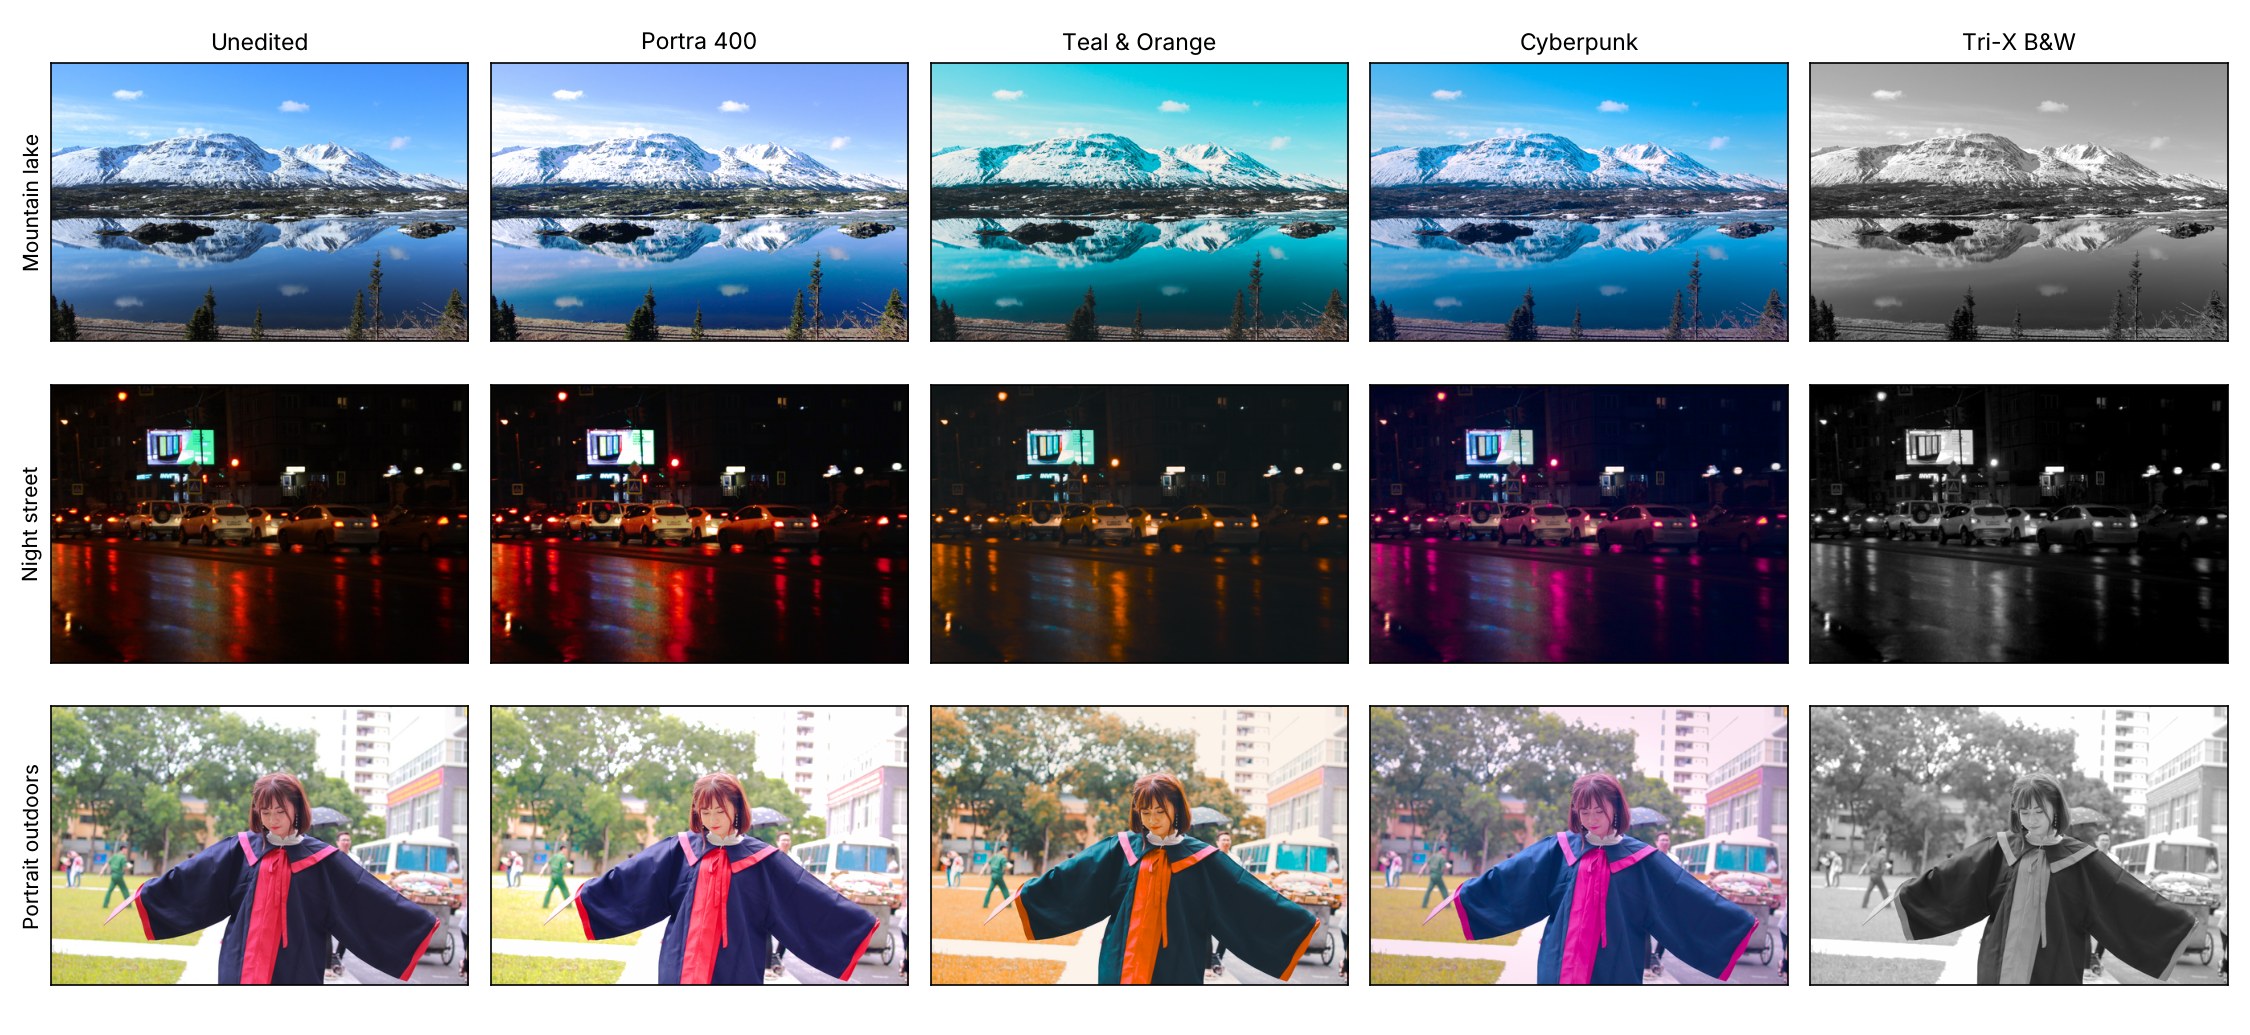 Unedited
Portra 400
Teal & Orange
Cyberpunk
Tri-X B&W
Mountain lake
Night street
Portrait outdoors